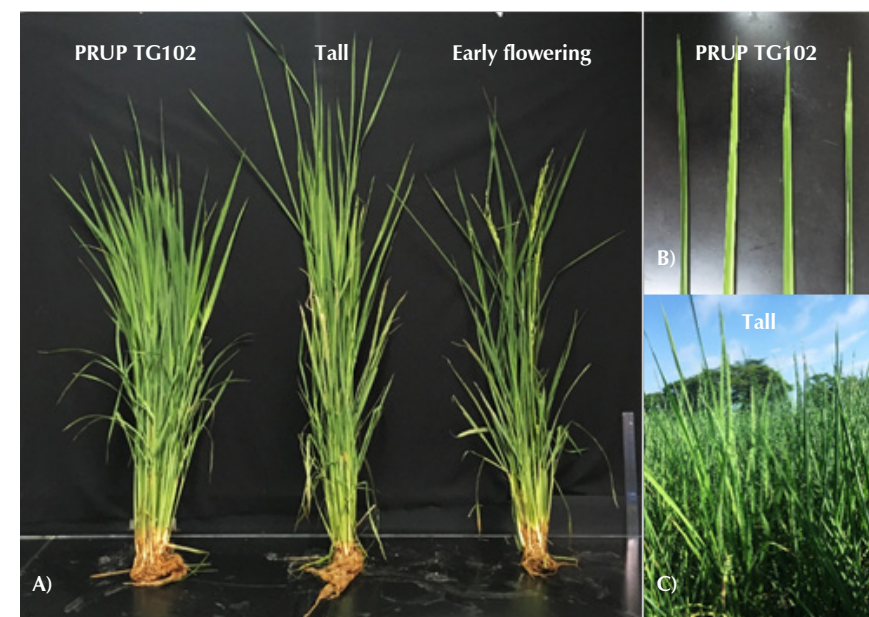 PRUP TG102
Tall
Early flowering
A)
PRUP TG102
B)
Tall
C)